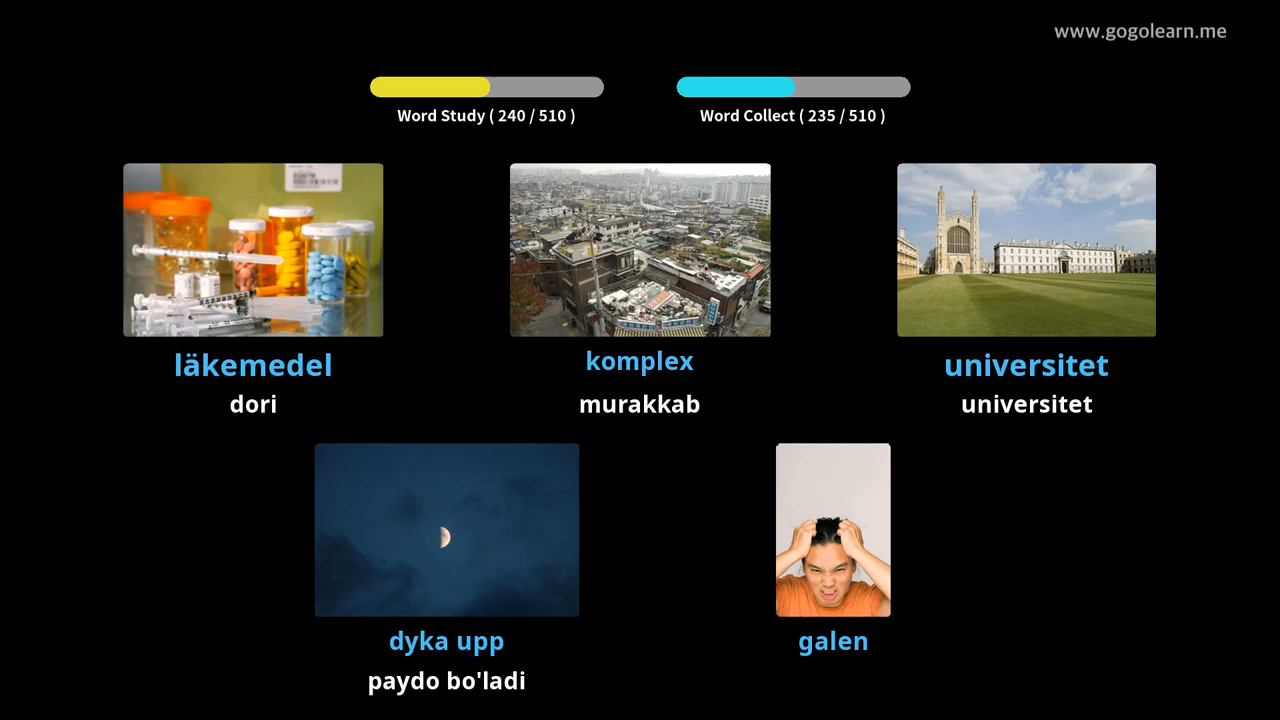 www.gogolearn.me
Word Study ( 240 / 510 )
Word Collect ( 235 / 510 )
läkemedel
dori
komplex
murakkab
universitet
universitet
dyka upp
paydo bo'ladi
galen